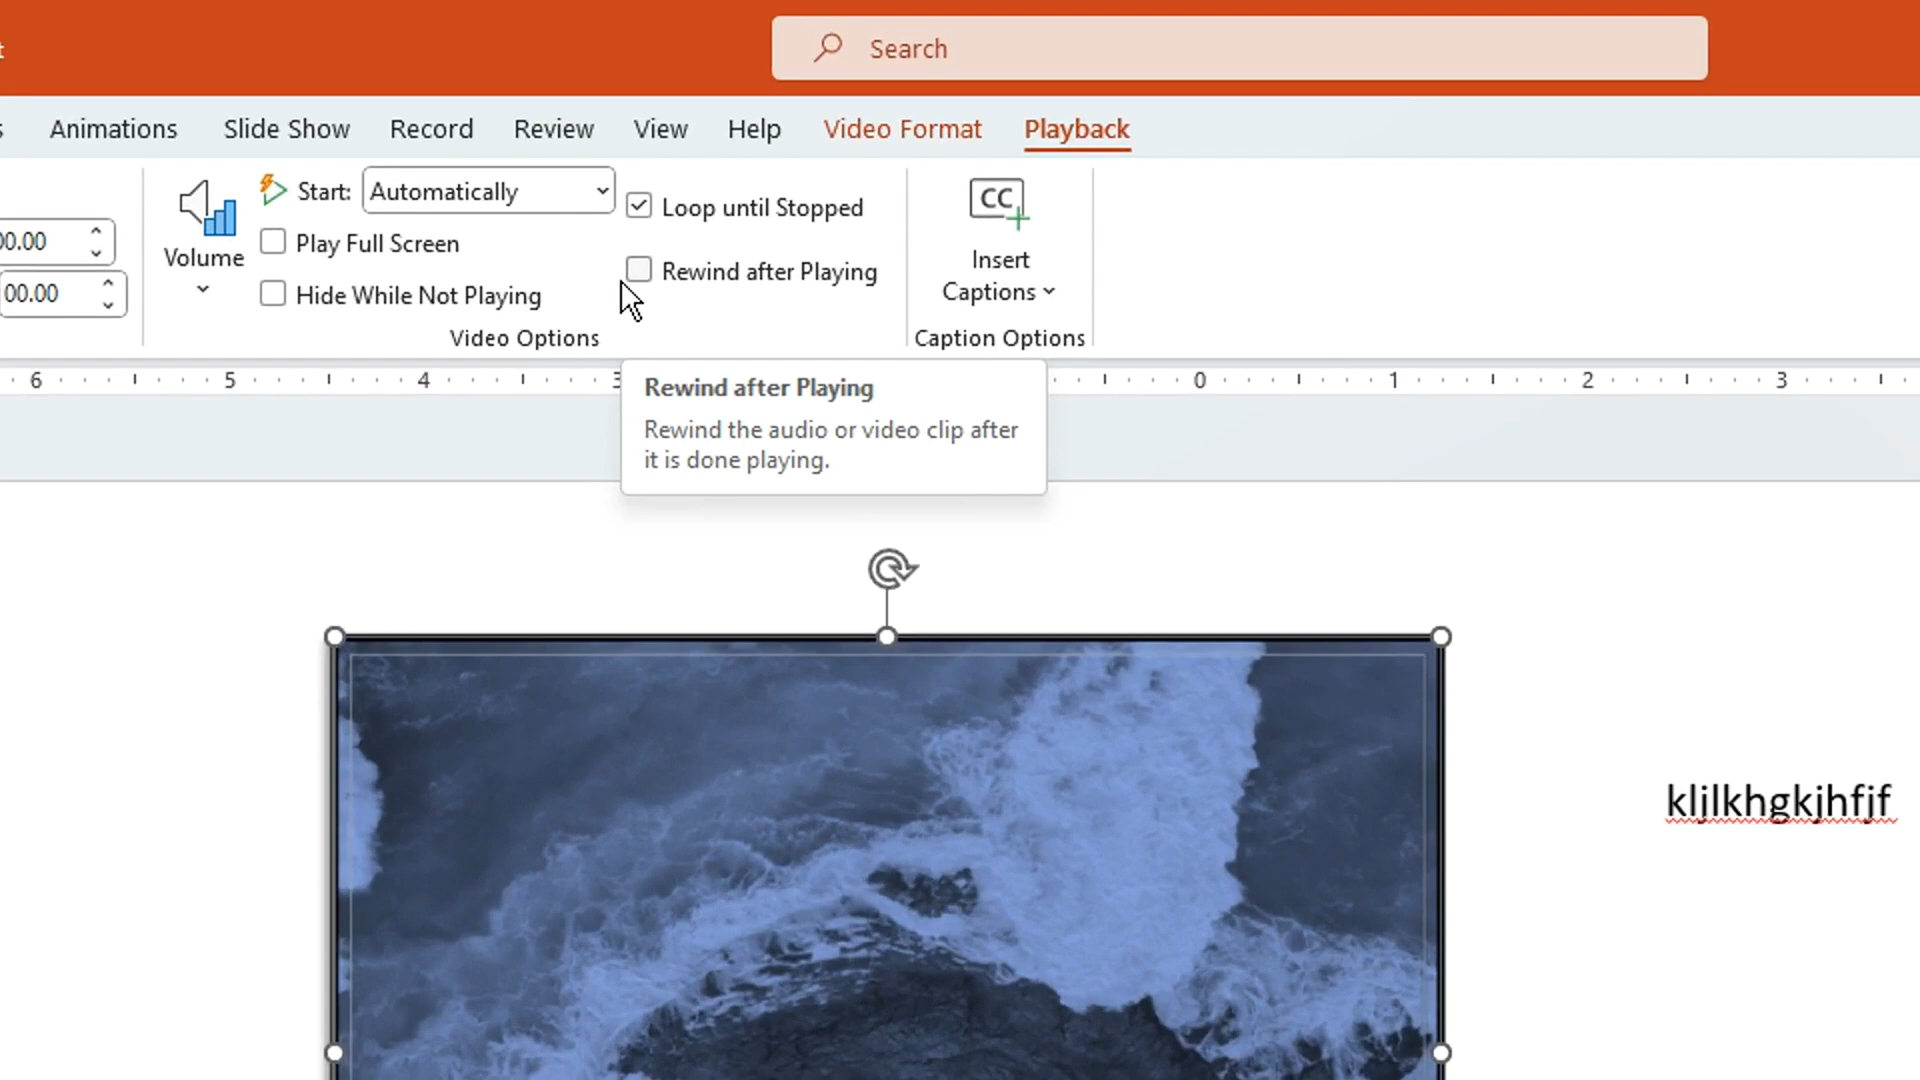 Search
Animations Slide Show Record Review View Help Video Format Playback
Start: Automatically
Loop until Stopped
00.00
Play Full Screen
Volume
Rewind after Playing
Insert
Captions
00.00
Hide While Not Playing
Video Options
Caption Options
6 5 4 3 0 1 2 3
Rewind after Playing
Rewind the audio or video clip after
it is done playing.
CC
kljlkhgkjhfjf